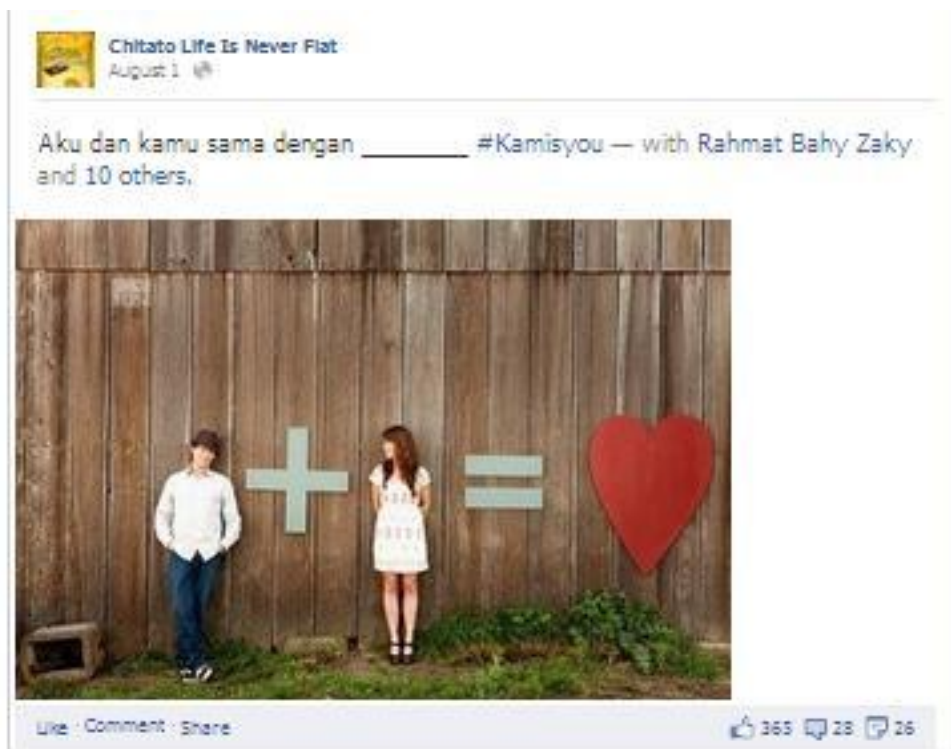 Chitato Life Is Never Flat
August 1
Aku dan kamu sama dengan ________ #Kamisyou — with Rahmat Bahy Zaky
and 10 others.
+ =
Like · Comment · Share 365 28 26